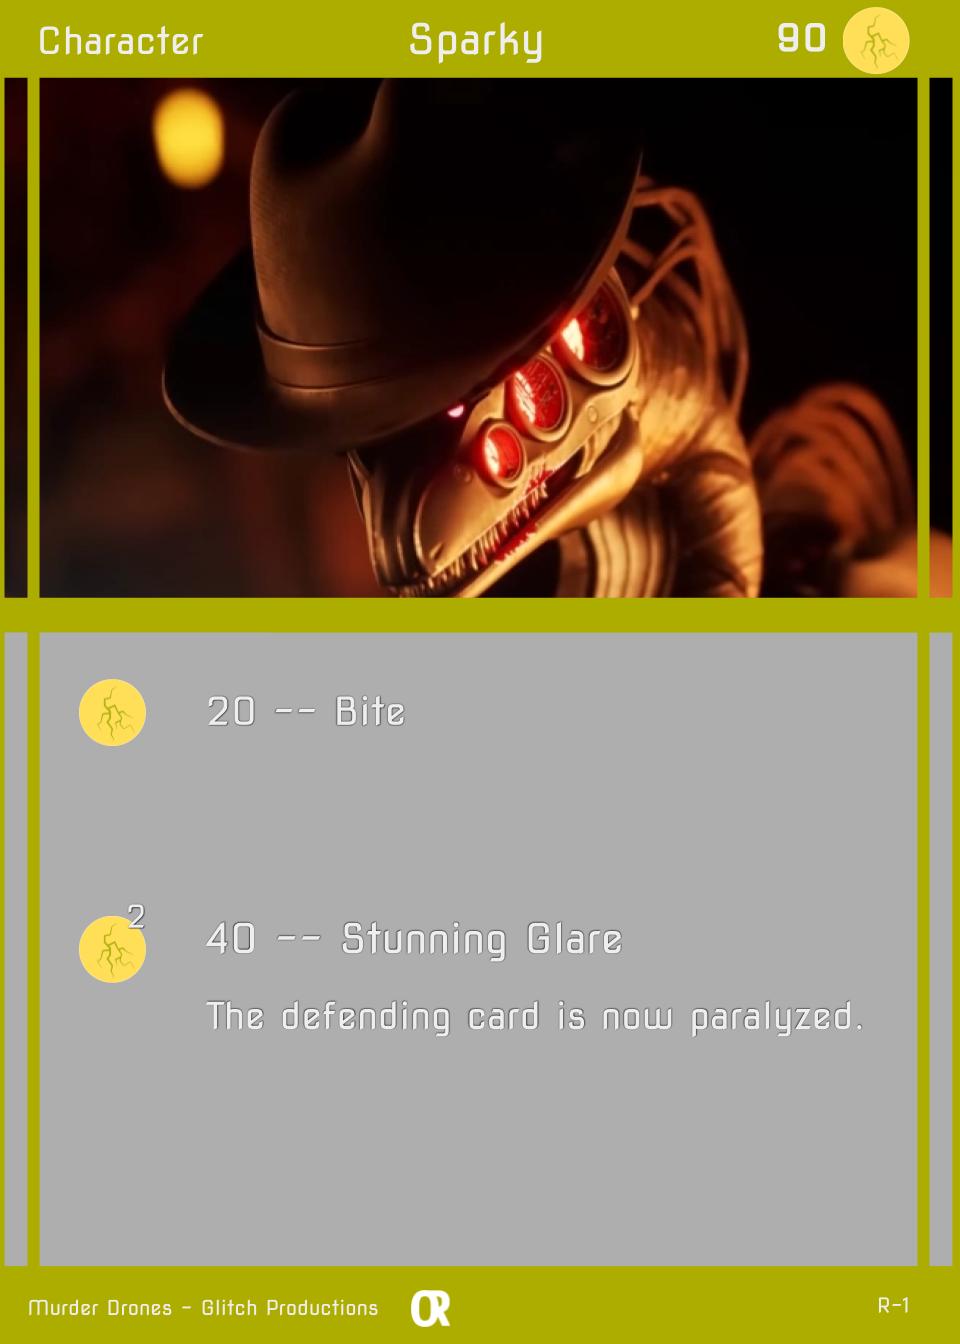 Character Sparky 90
20 -- Bite
2
40 -- Stunning Glare
The defending card is now paralyzed.
Murder Drones - Glitch Productions OR R-1